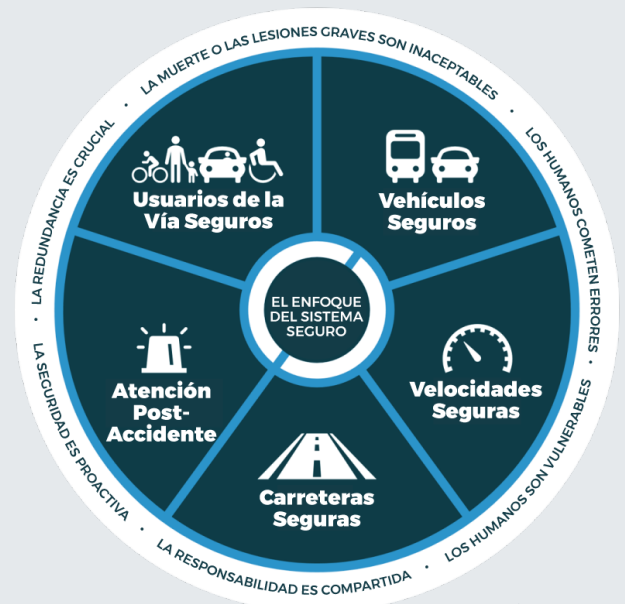 LA MUERTE O LAS LESIONES GRAVES SON INACEPTABLES
LOS HUMANOS COMETEN ERRORES
LOS HUMANOS SON VULNERABLES
LA RESPONSABILIDAD ES COMPARTIDA
LA SEGURIDAD ES PROACTIVA
LA REDUNDANCIA ES CRUCIAL
Usuarios de la
Vía Seguros
Vehículos
Seguros
EL ENFOQUE
DEL SISTEMA
SEGURO
Velocidades
Seguras
Atención
Post-
Accidente
Carreteras
Seguras